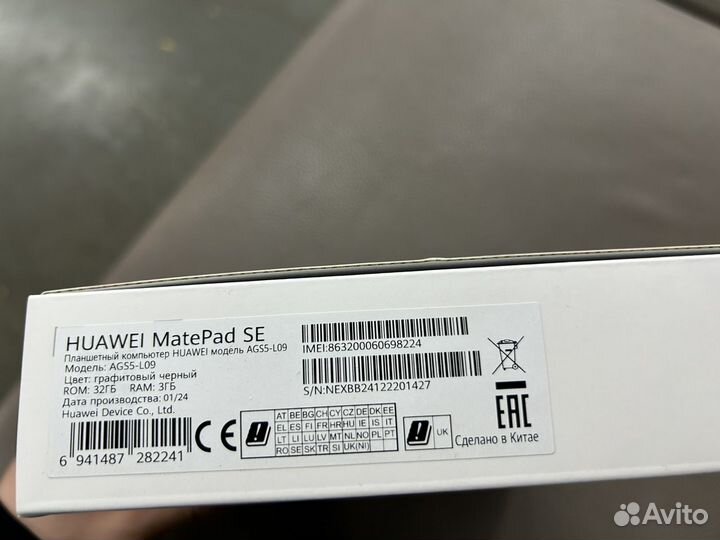 HUAWEI MatePad SE
Планшетный компьютер HUAWEI модель AGS5-L09
Модель: AGS5-L09
Цвет: графитовый черный
ROM: 32ГБ RAM: 3ГБ
Дата производства: 01/24
Huawei Device Co., Ltd.
6 941487 282241
IMEI:863200060698224
S/N:NEXBB24122201427
CE
AT BE BG CH CY CZ DE DK EE
EL ES FI FR HR HU IE IS IT
LT LI LU LV MT NL NO PL PT
RO SE SK TR SI UK(NI)
UK
EAC
Сделано в Китае
Avito